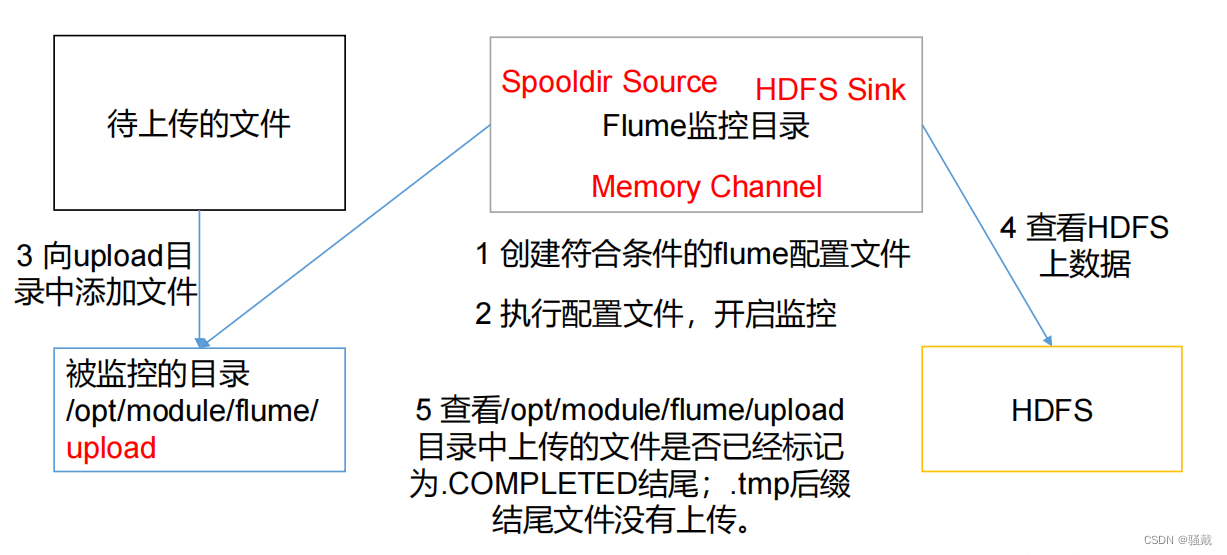 待上传的文件
Spooldir Source
HDFS Sink
Flume监控目录
Memory Channel
3 向upload目
录中添加文件
1 创建符合条件的flume配置文件
2 执行配置文件，开启监控
4 查看HDFS
上数据
被监控的目录
/opt/module/flume/
upload
5 查看/opt/module/flume/upload
目录中上传的文件是否已经标记
为.COMPLETED结尾；.tmp后缀
结尾文件没有上传。
HDFS
CSDN @骚戴